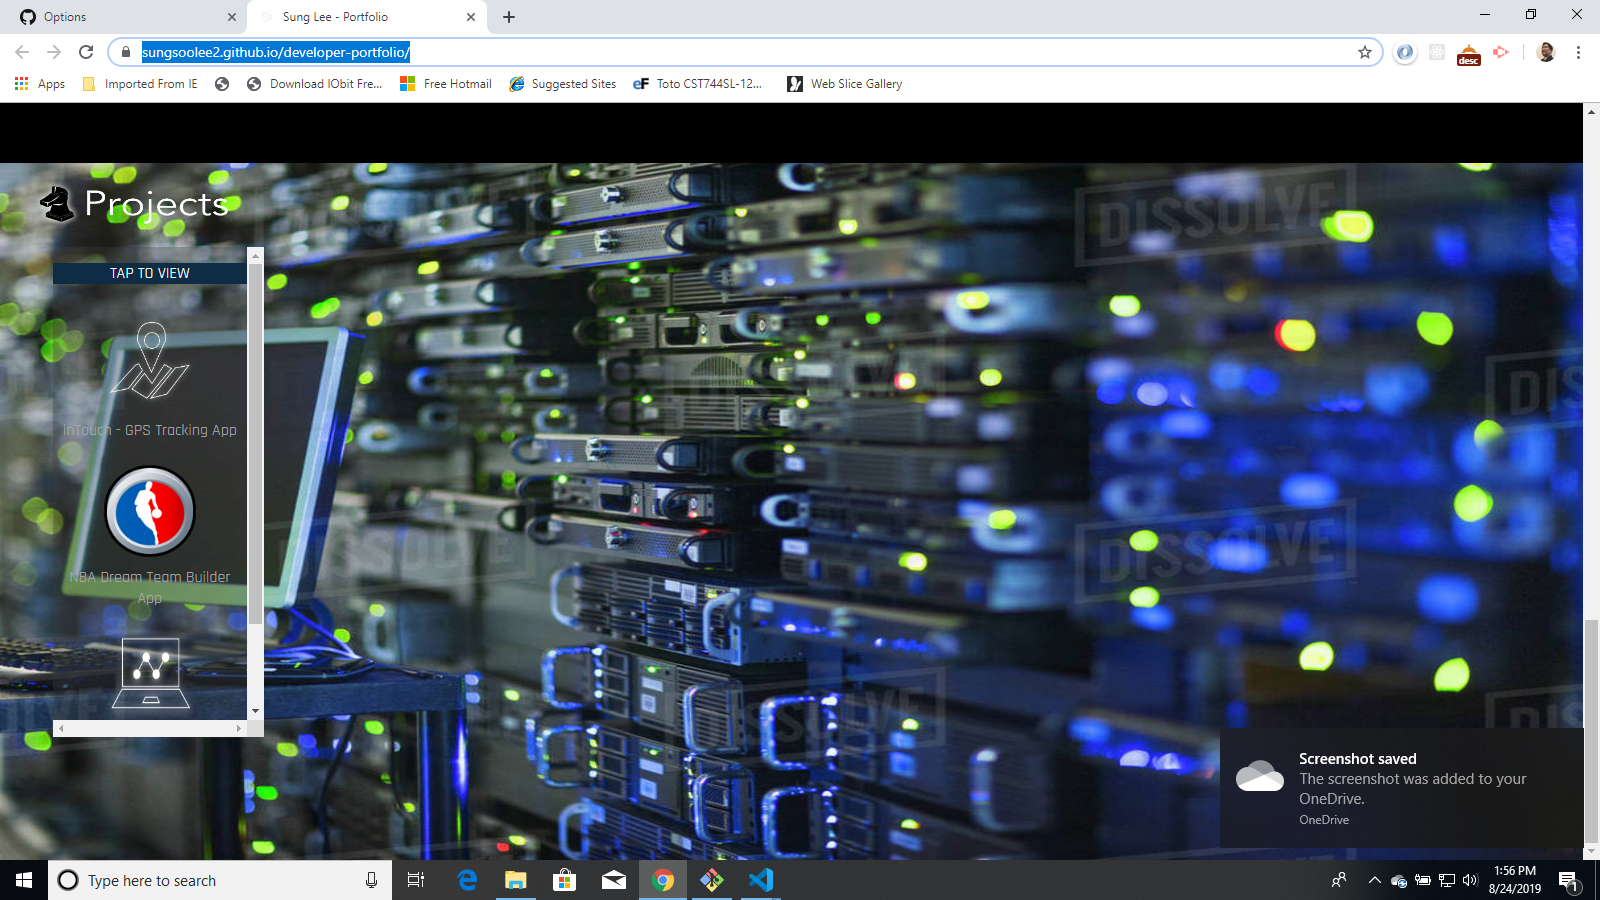 Options
Sung Lee - Portfolio
sungsoolee2.github.io/developer-portfolio/
desc
Apps
Imported From IE
Download IObit Fre...
Free Hotmail
Suggested Sites
eF
Toto CST744SL-12...
Web Slice Gallery
Projects
DISSOLVE
TAP TO VIEW
inTouch - GPS Tracking App
NBA Dream Team Builder
App
DISSOLVE
DISSOLVE
Screenshot saved
The screenshot was added to your
OneDrive.
OneDrive
Type here to search
1:56 PM
8/24/2019
1